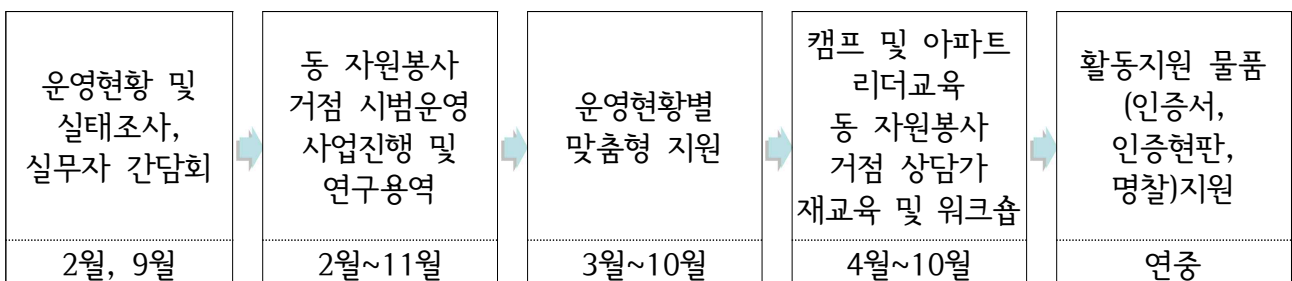 운영현황 및
실태조사,
실무자 간담회
2월, 9월
동 자원봉사
거점 시범운영
사업진행 및
연구용역
2월~11월
운영현황별
맞춤형 지원
3월~10월
캠프 및 아파트
리더교육
동 자원봉사
거점 상담가
재교육 및 워크숍
4월~10월
활동지원 물품
(인증서,
인증현판,
명찰)지원
연중